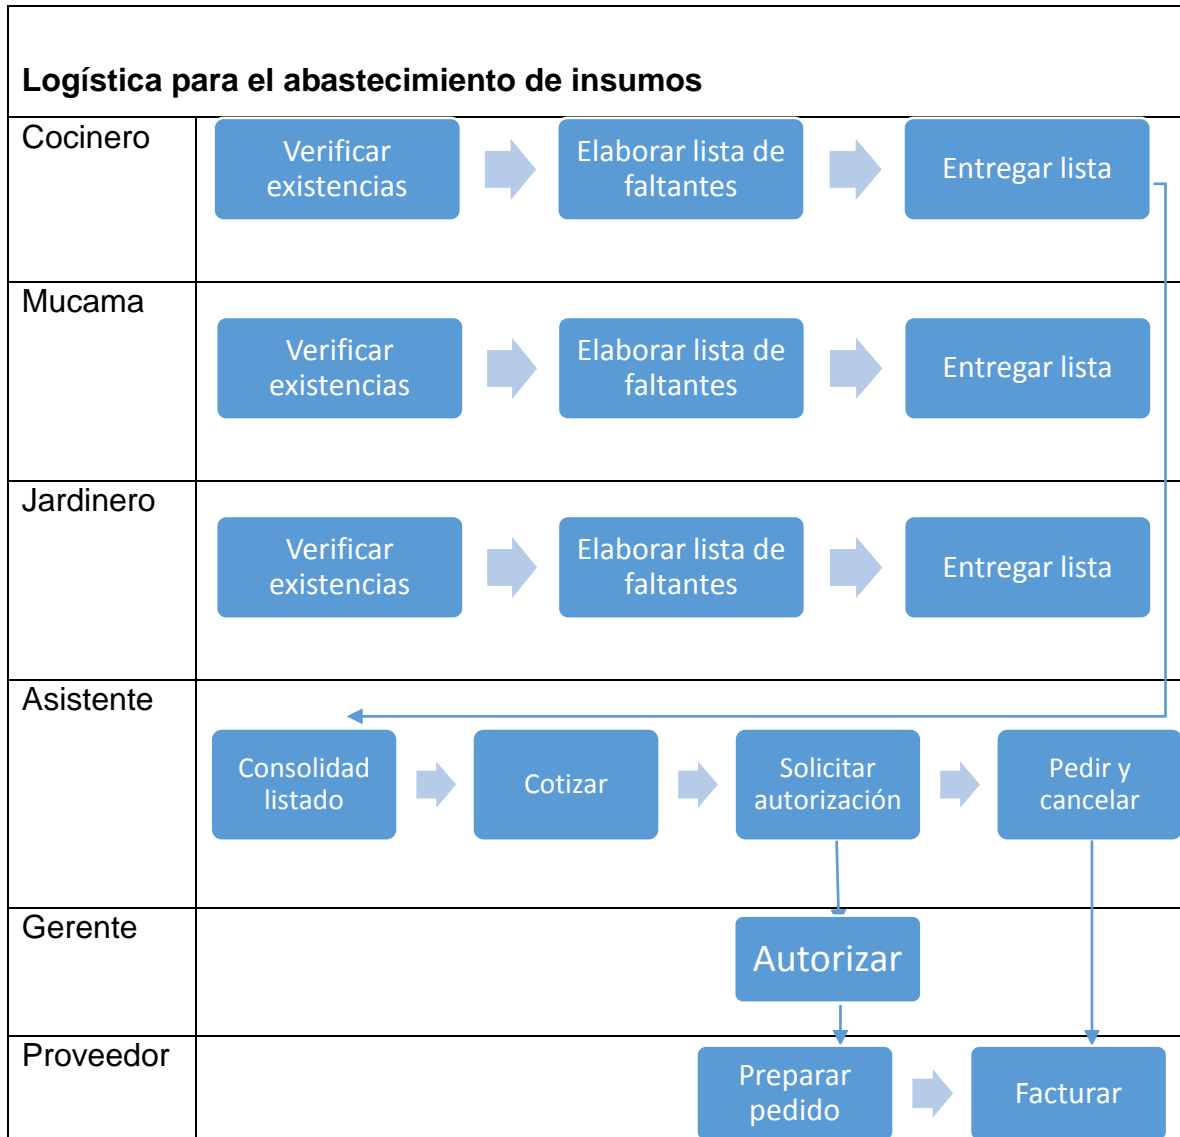 Logística para el abastecimiento de insumos
Cocinero
Verificar
existencias
Elaborar lista de
faltantes
Entregar lista
Mucama
Verificar
existencias
Elaborar lista de
faltantes
Entregar lista
Jardinero
Verificar
existencias
Elaborar lista de
faltantes
Entregar lista
Asistente
Consolidad
listado
Cotizar
Solicitar
autorización
Pedir y
cancelar
Gerente
Autorizar
Proveedor
Preparar
pedido
Facturar